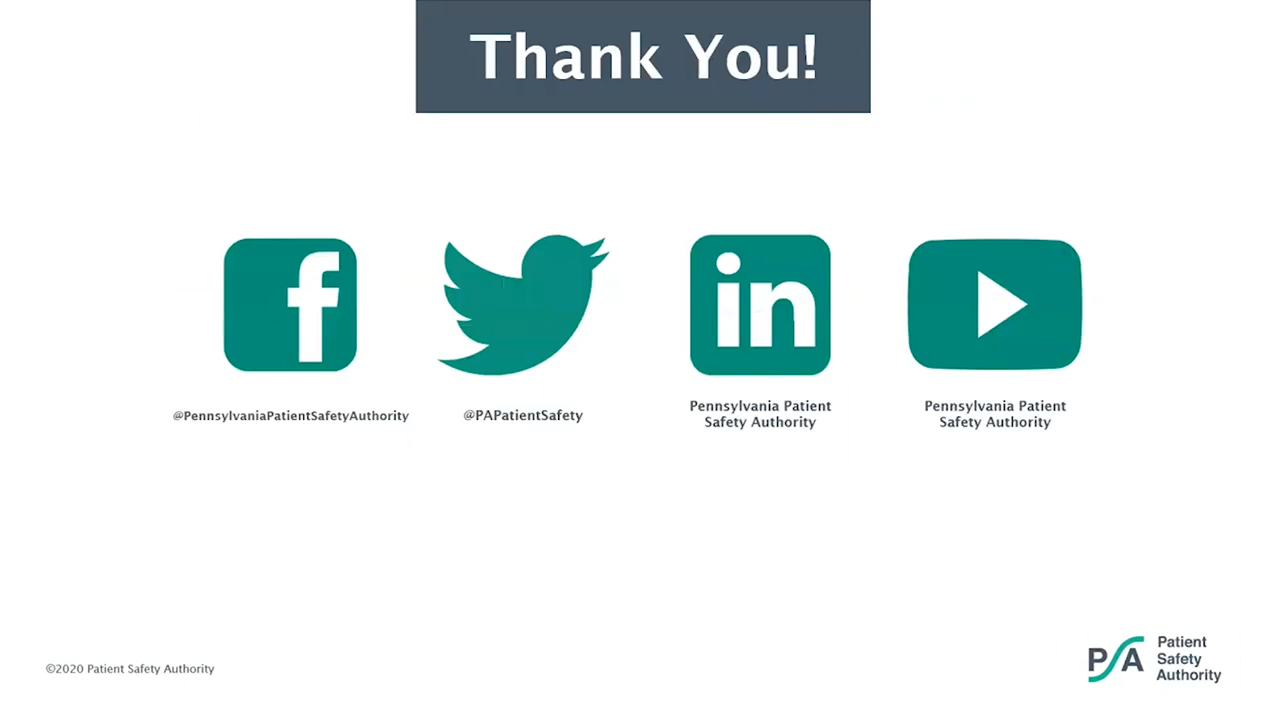 Thank You!
@PennsylvaniaPatientSafetyAuthority
@PAPatientSafety
Pennsylvania Patient
Safety Authority
Pennsylvania Patient
Safety Authority
©2020 Patient Safety Authority
PSA
Patient
Safety
Authority